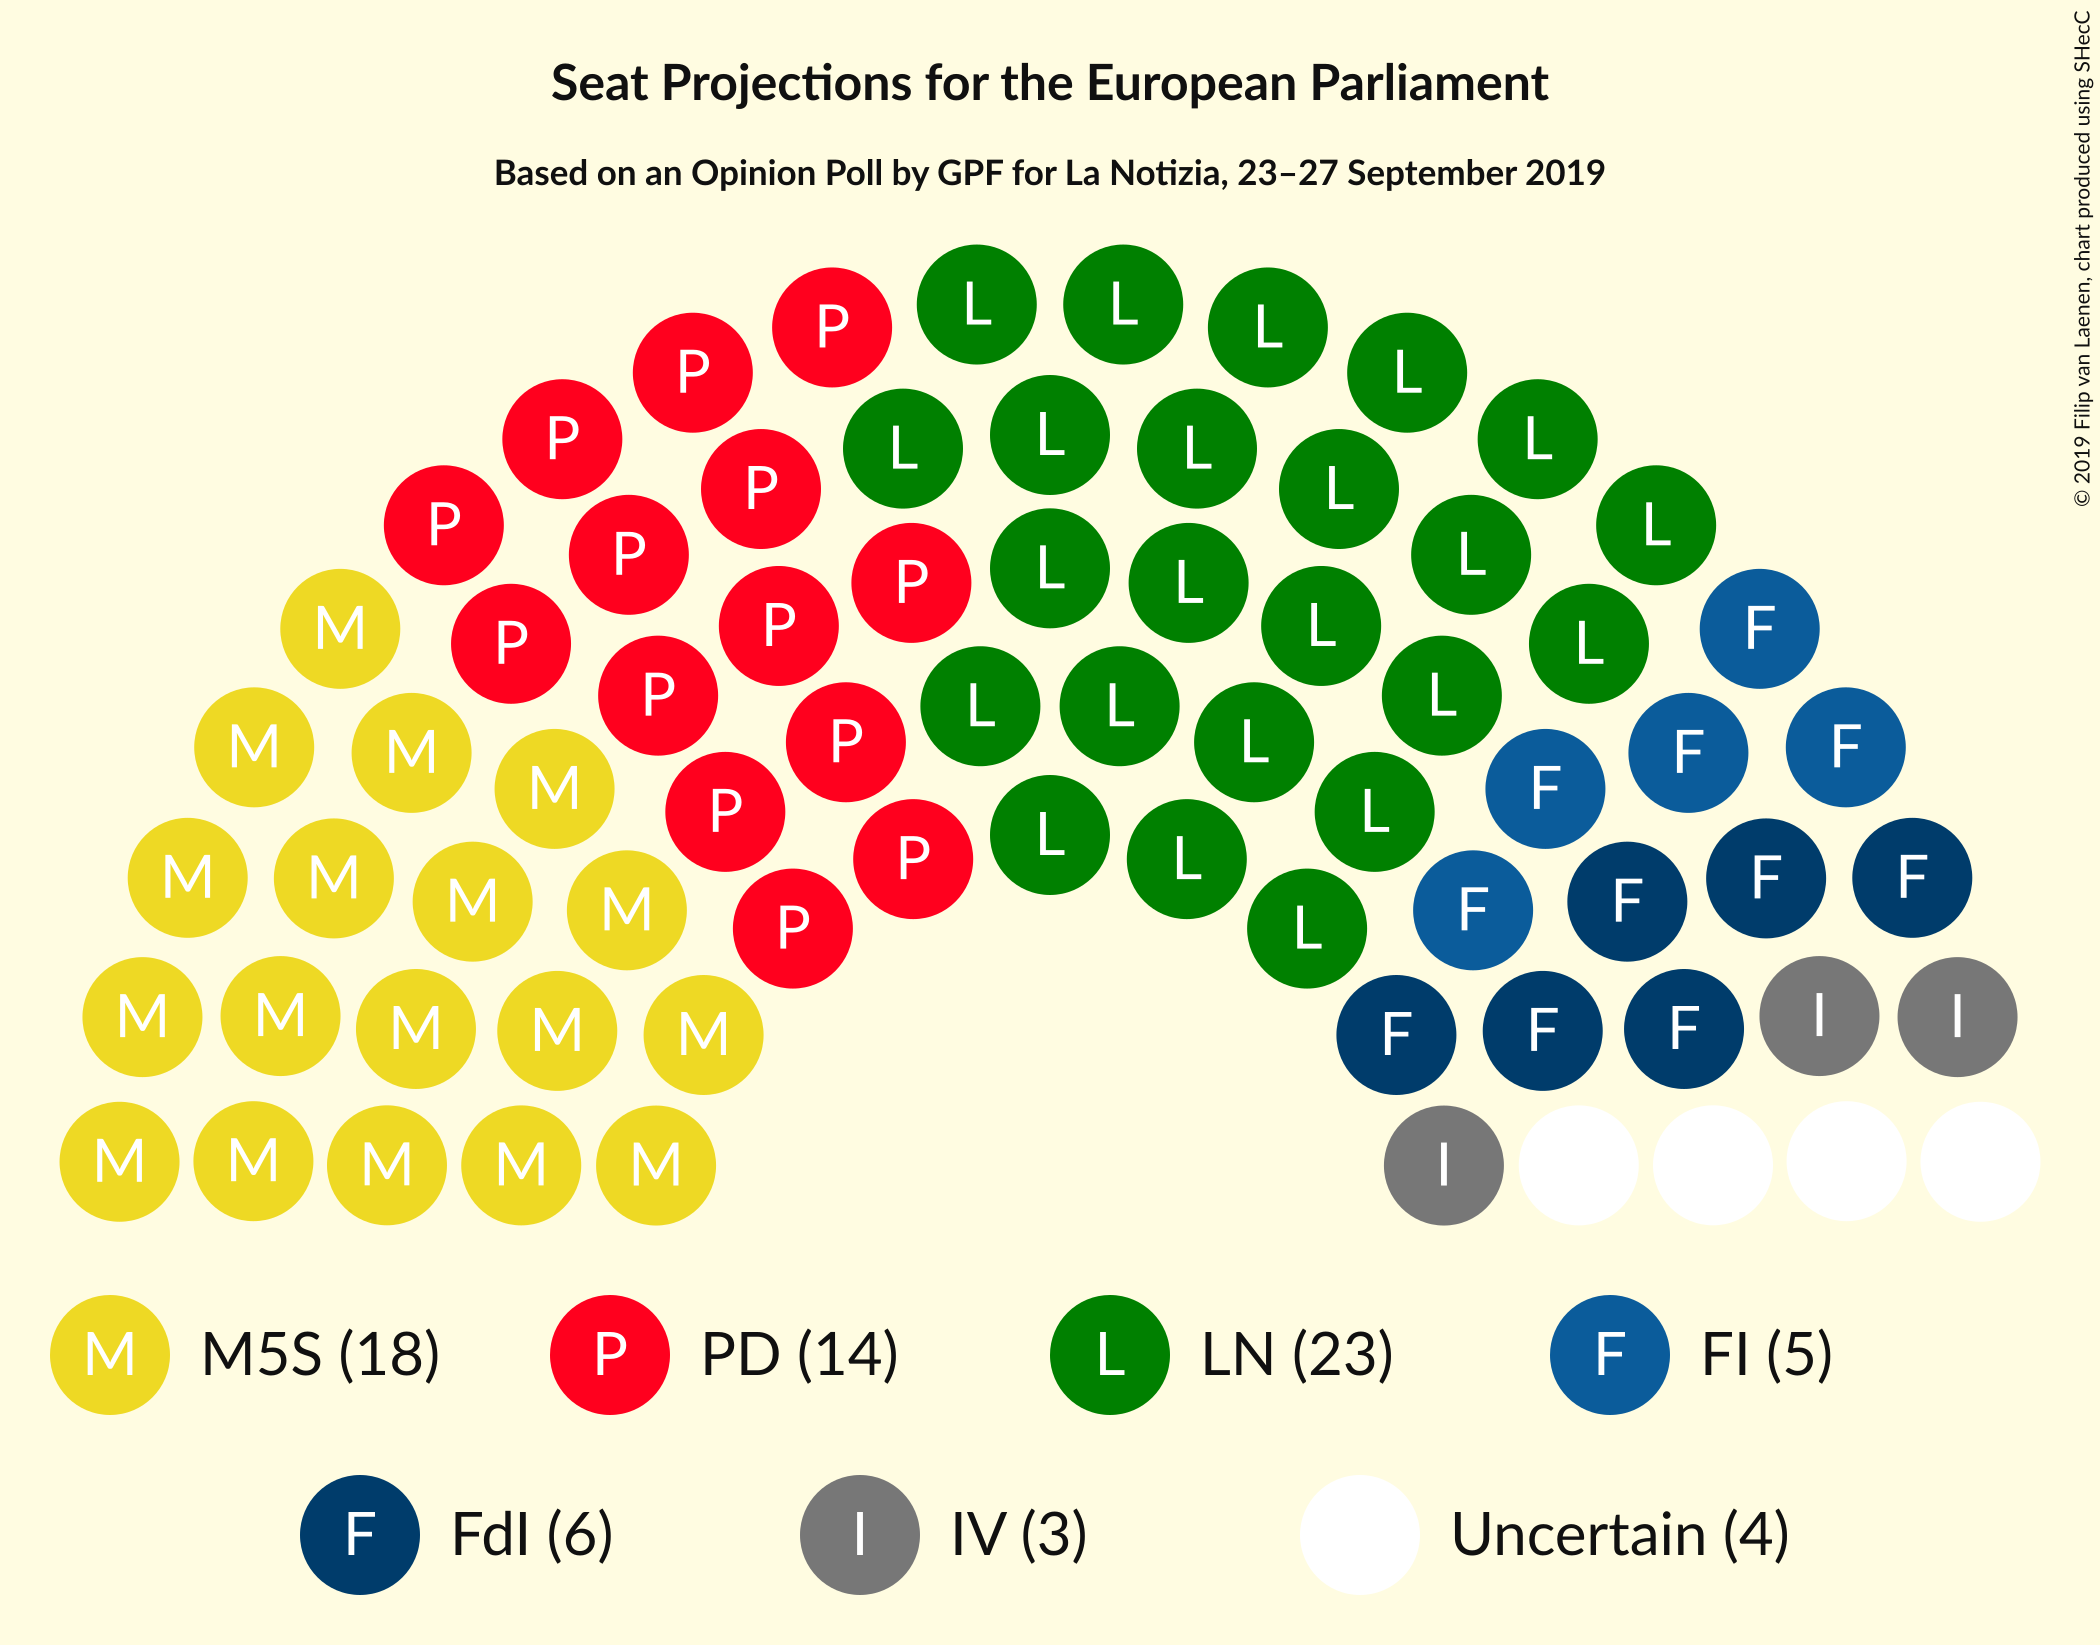 Seat Projections for the European Parliament
Based on an Opinion Poll by GPF for La Notizia, 23–27 September 2019
© 2019 Filip van Laenen, chart produced using SHecC
L L
P L
P L
P L
L
P L L
P L
P L
P L
P L
L
M F
P L
P L
P L
P L
L L
P L
M F
M F
M F
P L
L
P
M F
M F
M F
M F
P L
M I
M I
M F
M F
M F
M M M M M I
M M5S (18) P PD (14) L LN (23) F FI (5)
F FdI (6) I IV (3) Uncertain (4)